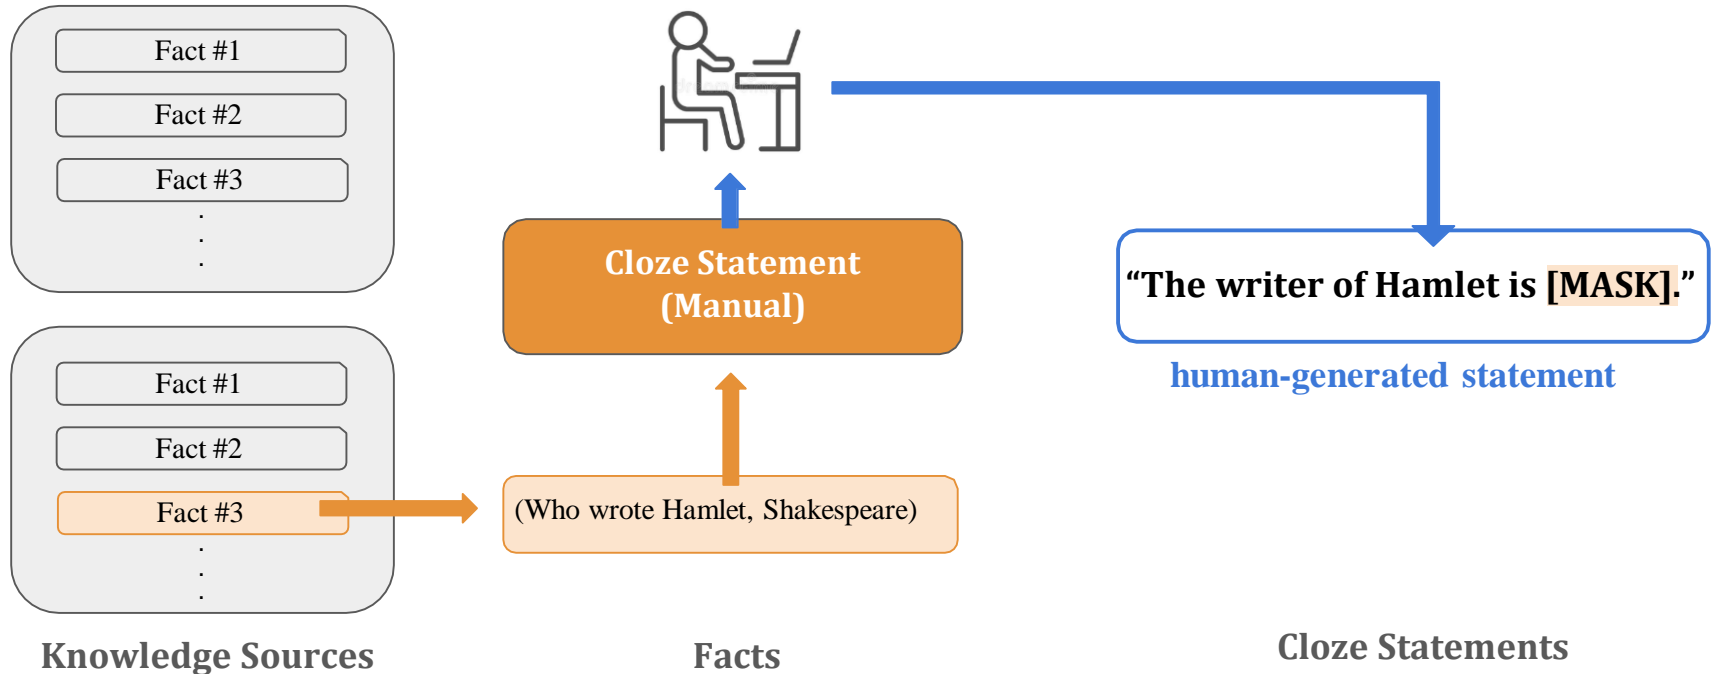 Fact #1
Fact #2
Fact #3
.
.
.
Fact #1
Fact #2
Fact #3
.
.
.
Knowledge Sources
Cloze Statement
(Manual)
(Who wrote Hamlet, Shakespeare)
Facts
“The writer of Hamlet is [MASK].”
human-generated statement
Cloze Statements